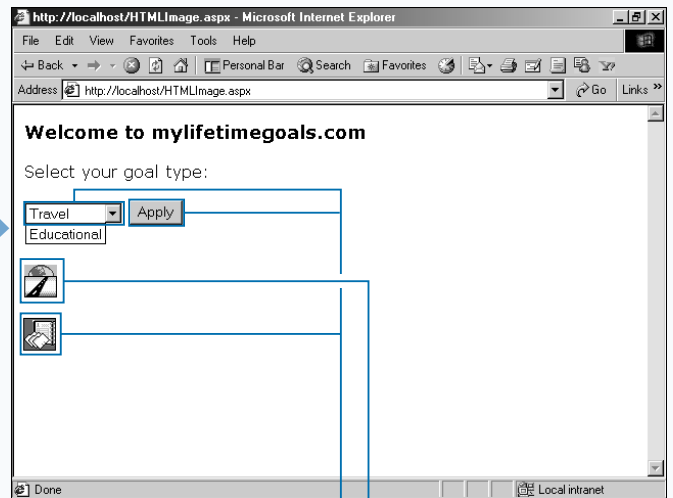 http://localhost/HTMLImage.aspx - Microsoft Internet Explorer
File Edit View Favorites Tools Help
Back Personal Bar Search Favorites
Address http://localhost/HTMLImage.aspx Go Links »
Welcome to mylifetimegoals.com
Select your goal type:
Travel Apply
Educational
Done Local intranet